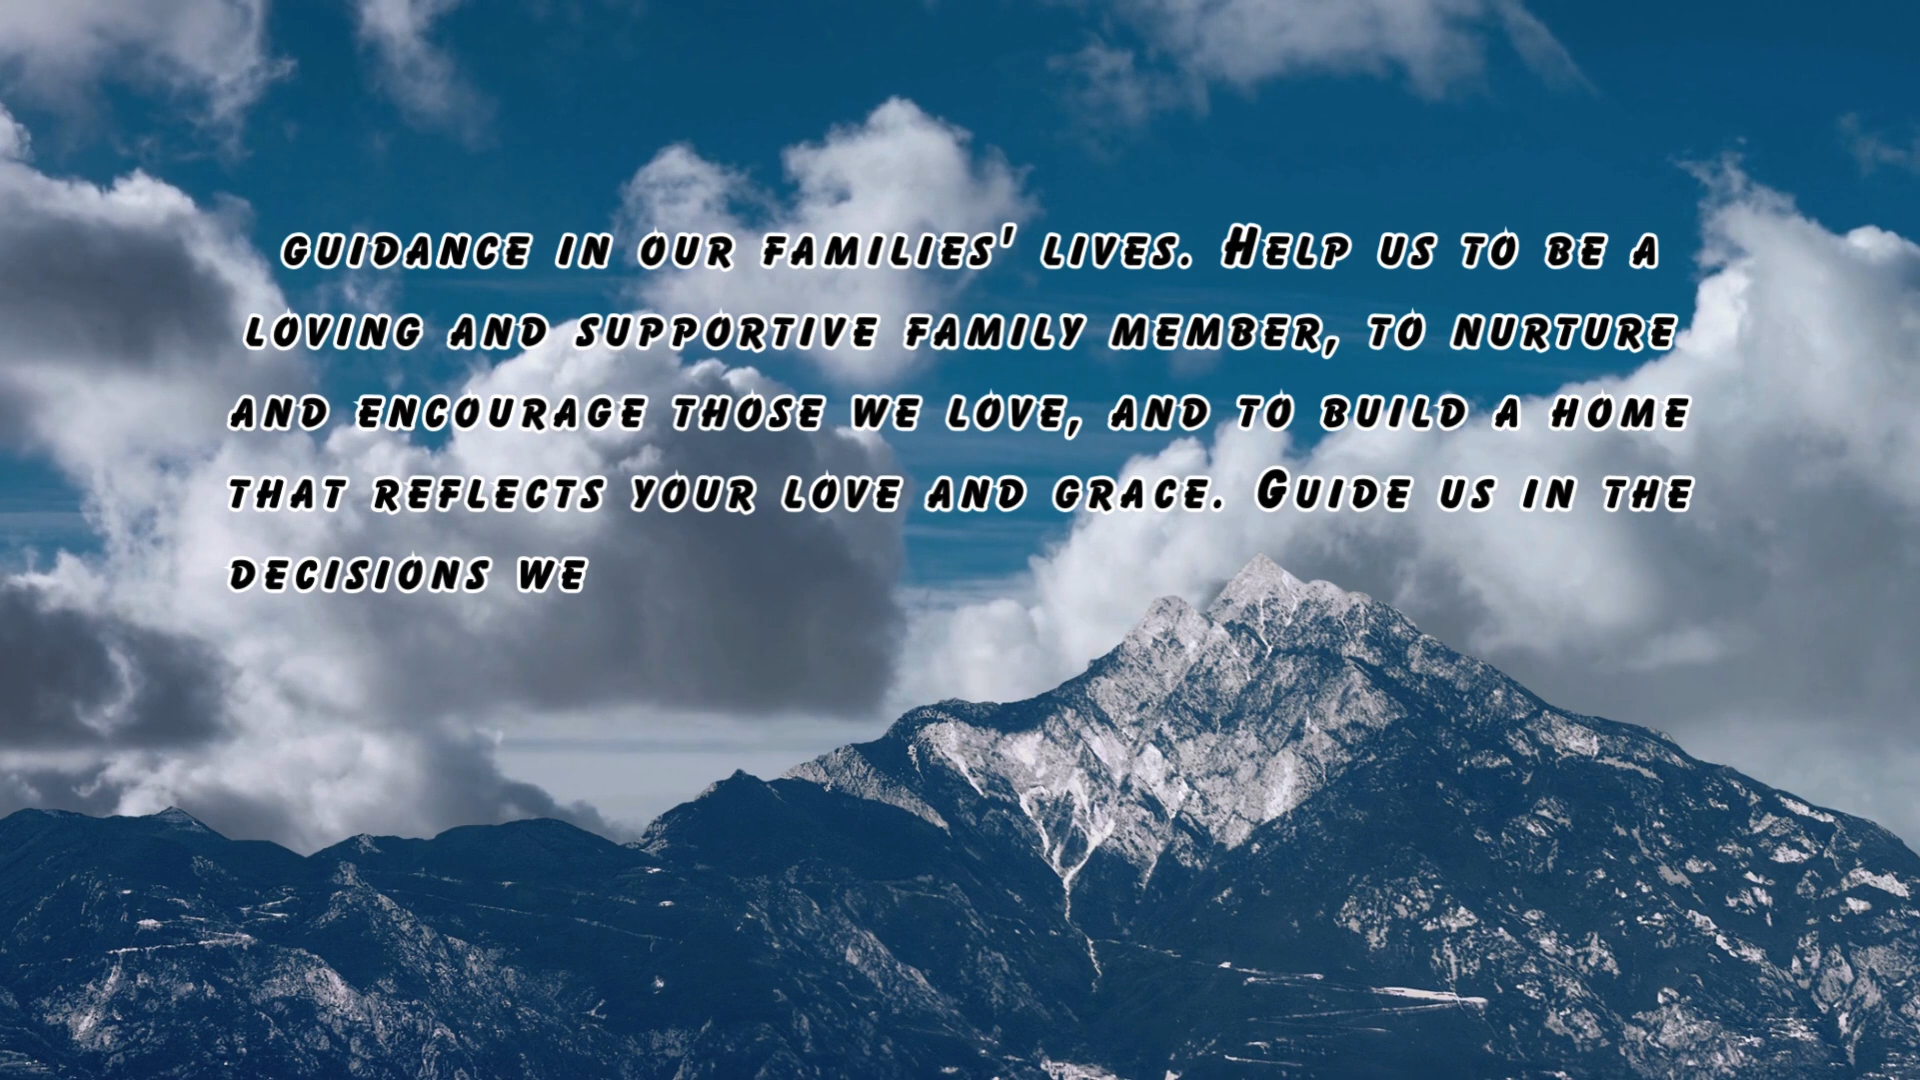 guidance in our families' lives. Help us to be a
loving and supportive family member, to nurture
and encourage those we love, and to build a home
that reflects your love and grace. Guide us in the
decisions we